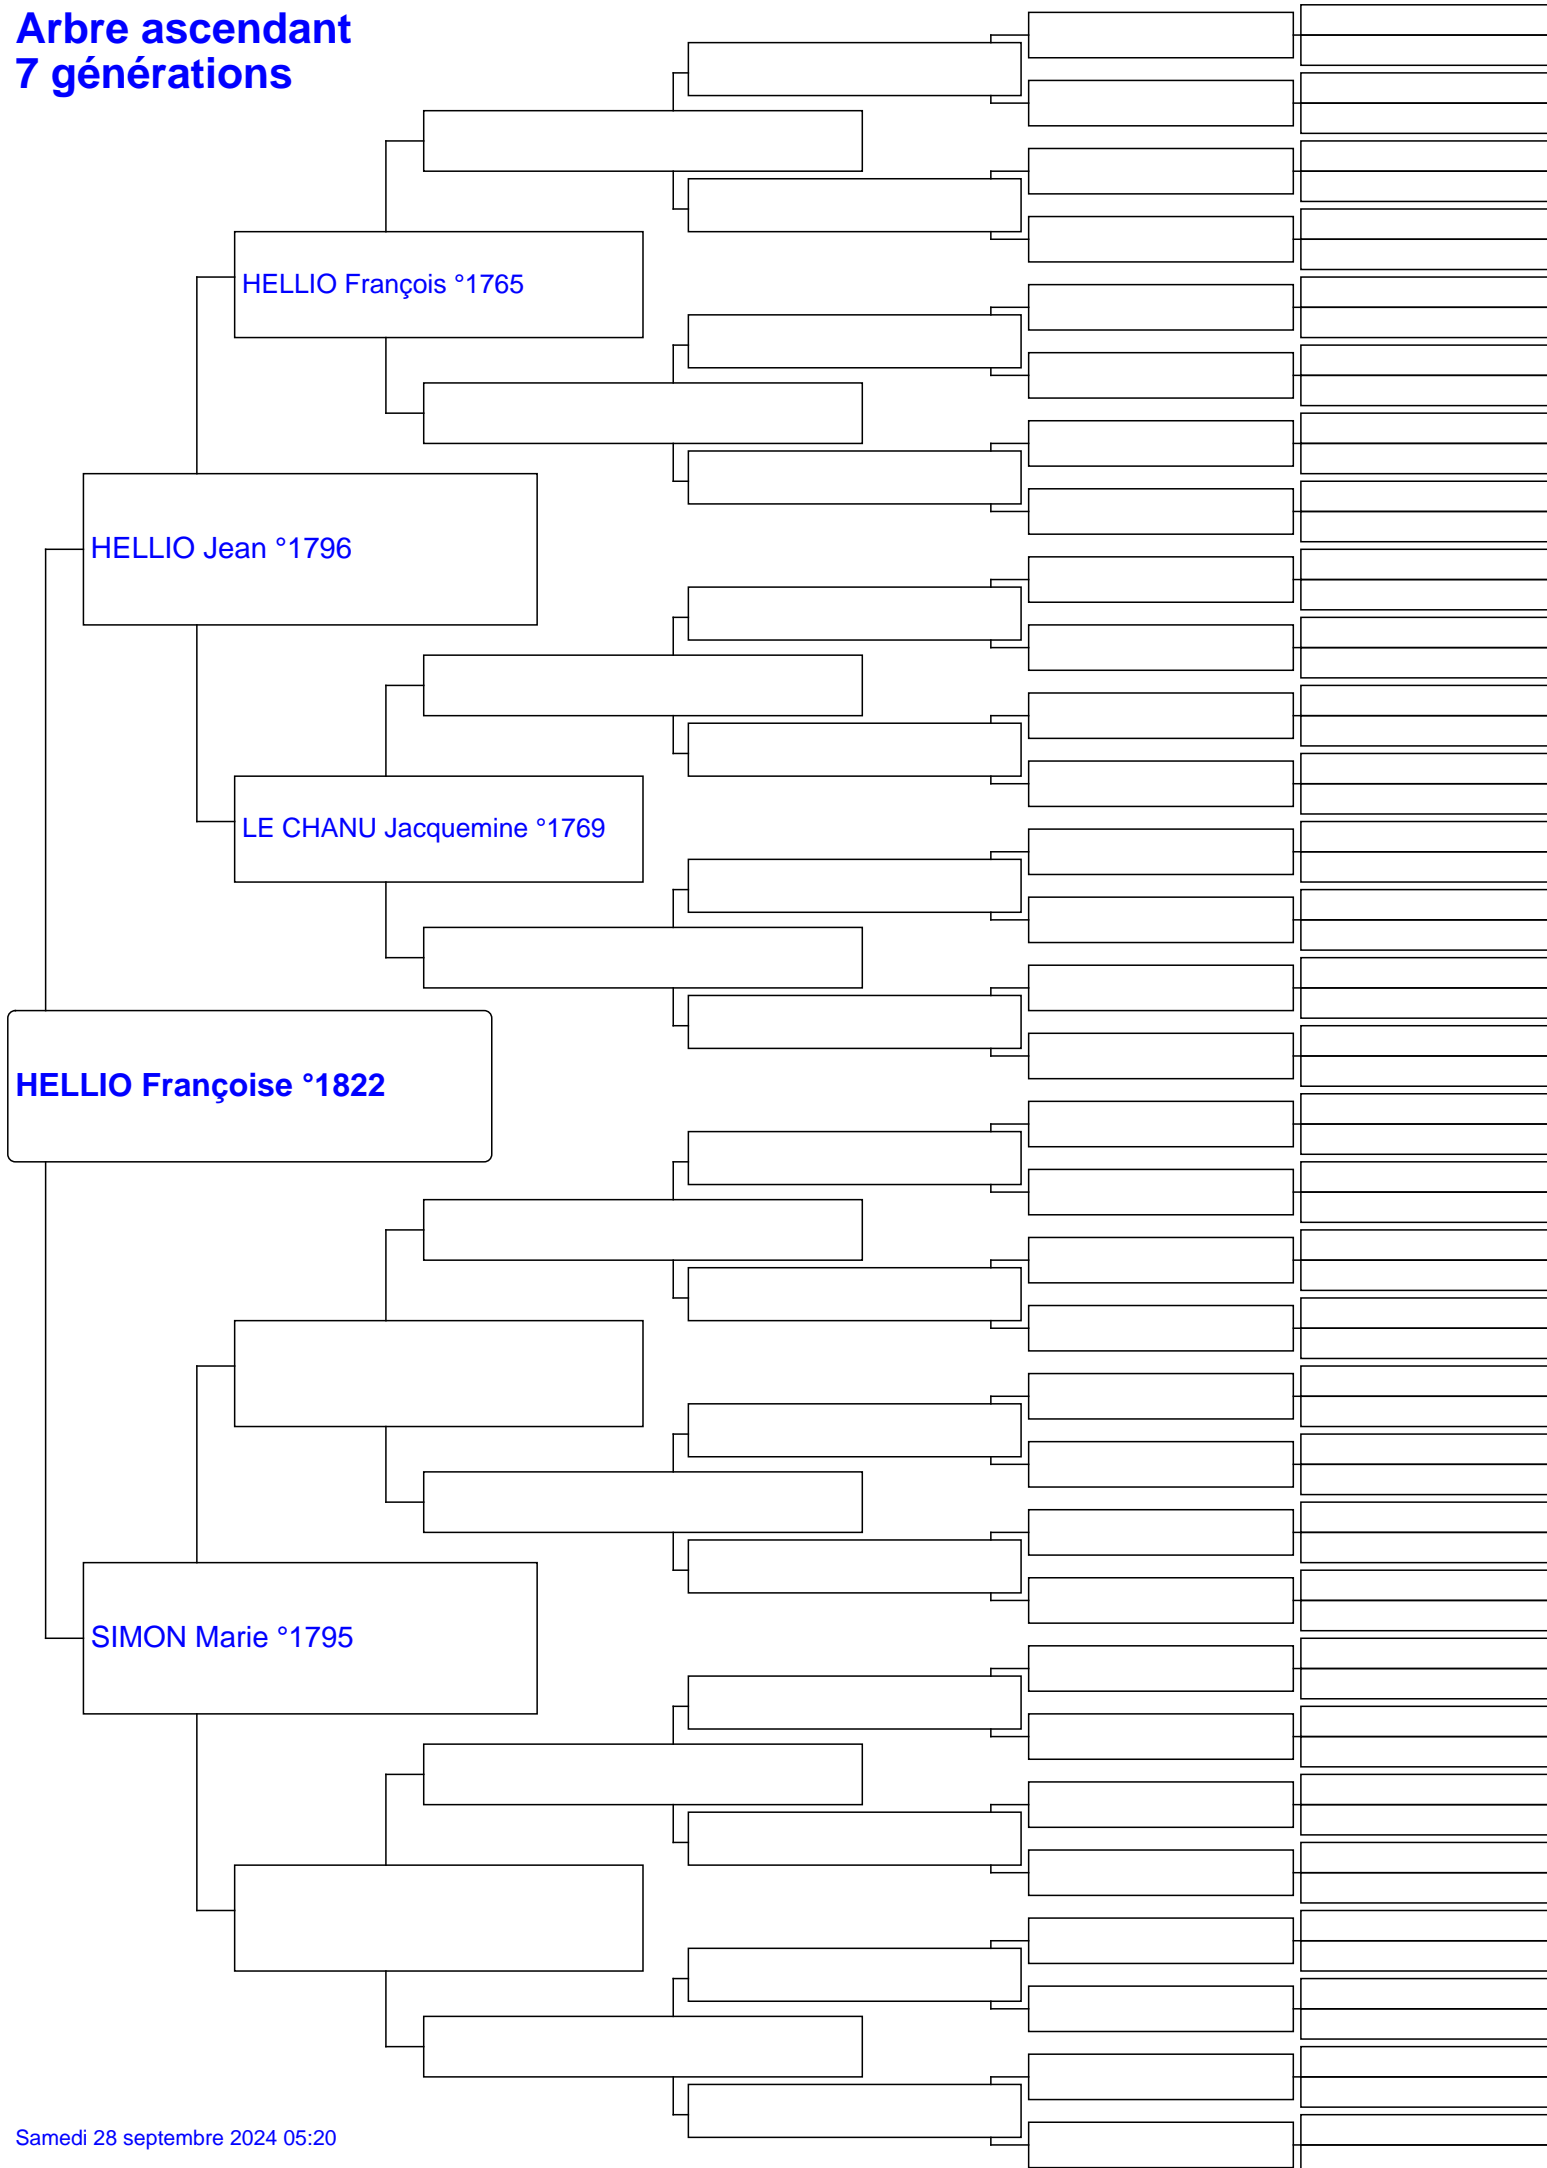 Arbre ascendant
7 générations
HELLIO François °1765
HELLIO Jean °1796
LE CHANU Jacquemine °1769
HELLIO Françoise °1822
SIMON Marie °1795
Samedi 28 septembre 2024 05:20